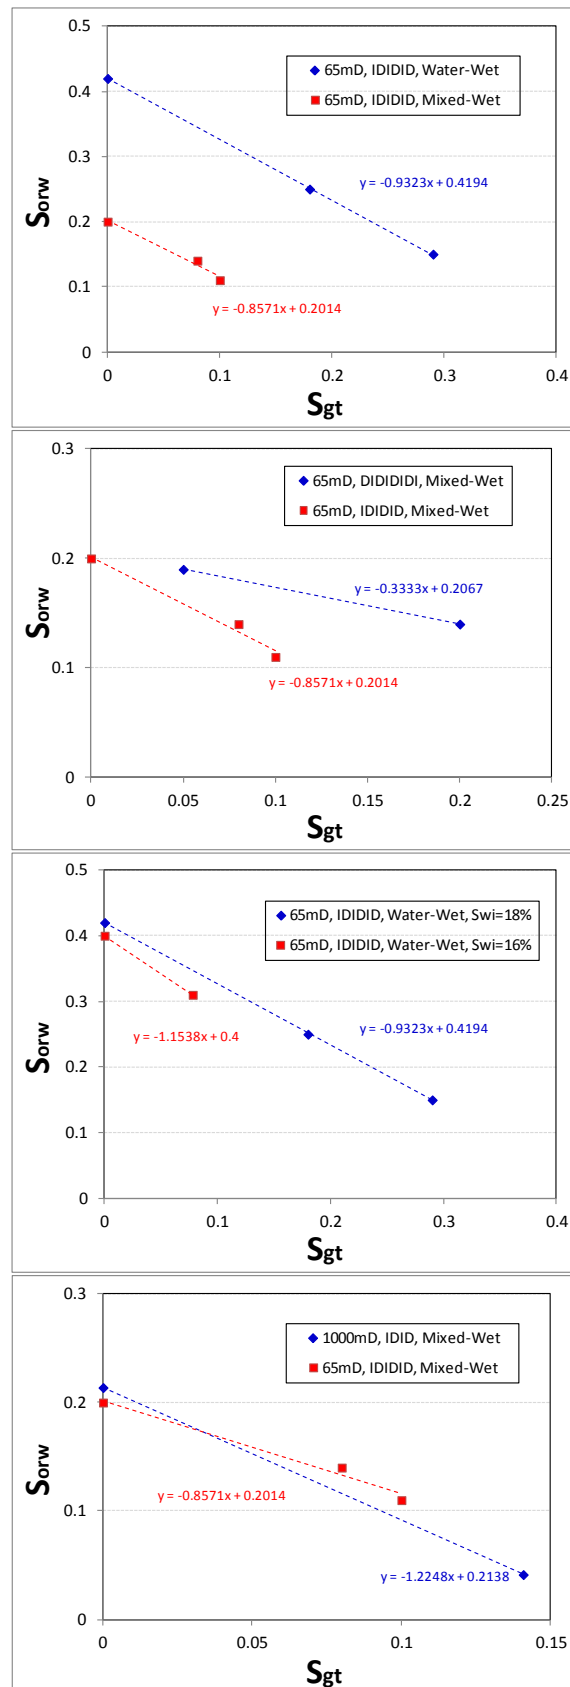 0.5
65mD, IDIDID, Water-Wet
65mD, IDIDID, Mixed-Wet
0.4
0.3
y = -0.9323x + 0.4194
Sorw
0.2
0.1
y = -0.8571x + 0.2014
0
0
0.1
0.2
0.3
0.4
Sgt
0.3
65mD, DIDIDIDI, Mixed-Wet
65mD, IDIDID, Mixed-Wet
0.2
y = -0.3333x + 0.2067
Sorw
0.1
y = -0.8571x + 0.2014
0
0
0.05
0.1
0.15
0.2
0.25
Sgt
0.5
65mD, IDIDID, Water-Wet, Swi=18%
65mD, IDIDID, Water-Wet, Swi=16%
0.4
0.3
y = -1.1538x + 0.4
y = -0.9323x + 0.4194
Sorw
0.2
0.1
0
0
0.1
0.2
0.3
0.4
Sgt
0.3
1000mD, IDID, Mixed-Wet
65mD, IDIDID, Mixed-Wet
0.2
Sorw
y = -0.8571x + 0.2014
0.1
y = -1.2248x + 0.2138
0
0
0.05
0.1
0.15
Sgt